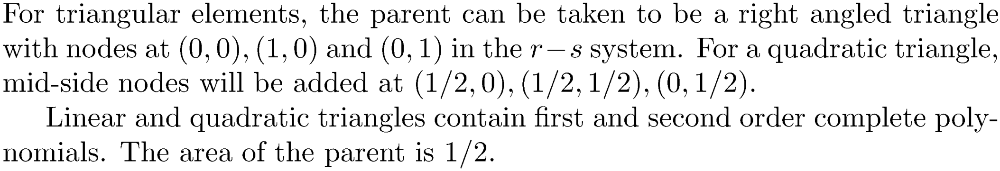 For triangular elements, the parent can be taken to be a right angled triangle
with nodes at (0, 0), (1, 0) and (0, 1) in the r−s system. For a quadratic triangle,
mid-side nodes will be added at (1/2, 0), (1/2, 1/2), (0, 1/2).
Linear and quadratic triangles contain first and second order complete poly-
nomials. The area of the parent is 1/2.